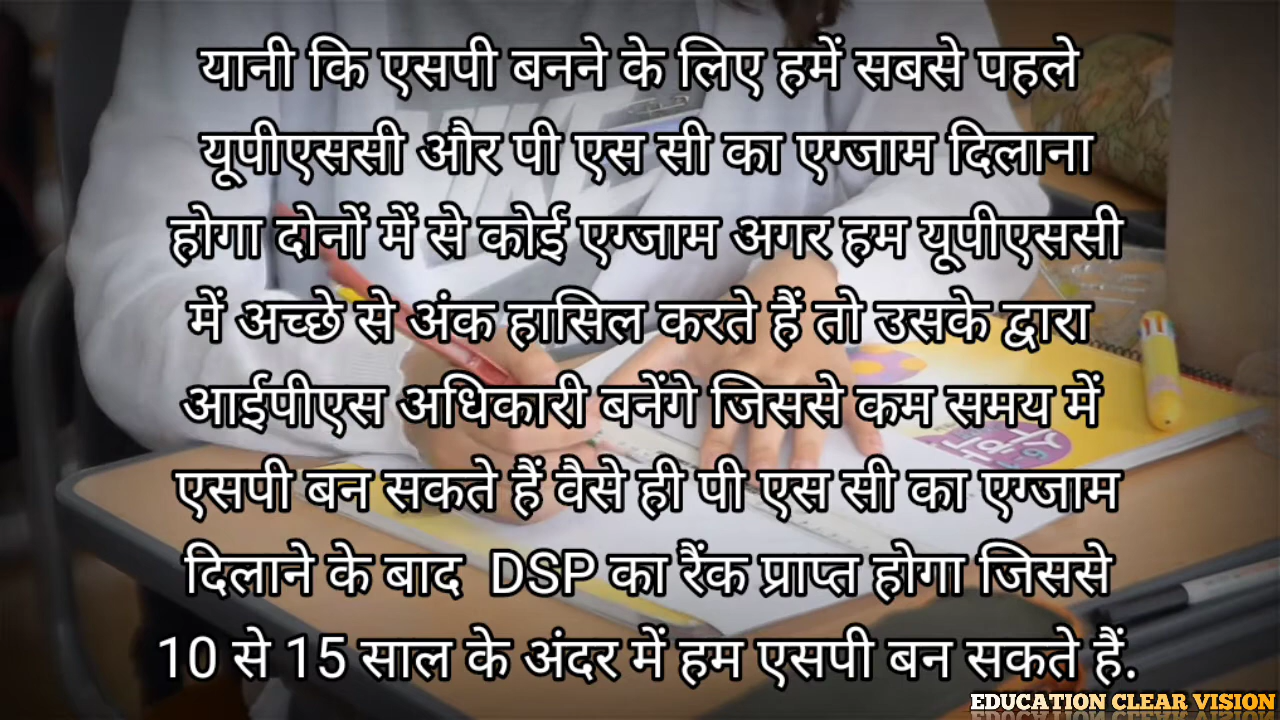 यानी कि एसपी बनने के लिए हमें सबसे पहले
यूपीएससी और पी एस सी का एग्जाम दिलाना
होगा दोनों में से कोई एग्जाम अगर हम यूपीएससी
में अच्छे से अंक हासिल करते हैं तो उसके द्वारा
आईपीएस अधिकारी बनेंगे जिससे कम समय में
एसपी बन सकते हैं वैसे ही पी एस सी का एग्जाम
दिलाने के बाद DSP का रैंक प्राप्त होगा जिससे
10 से 15 साल के अंदर में हम एसपी बन सकते हैं.
EDUCATION CLEAR VISION